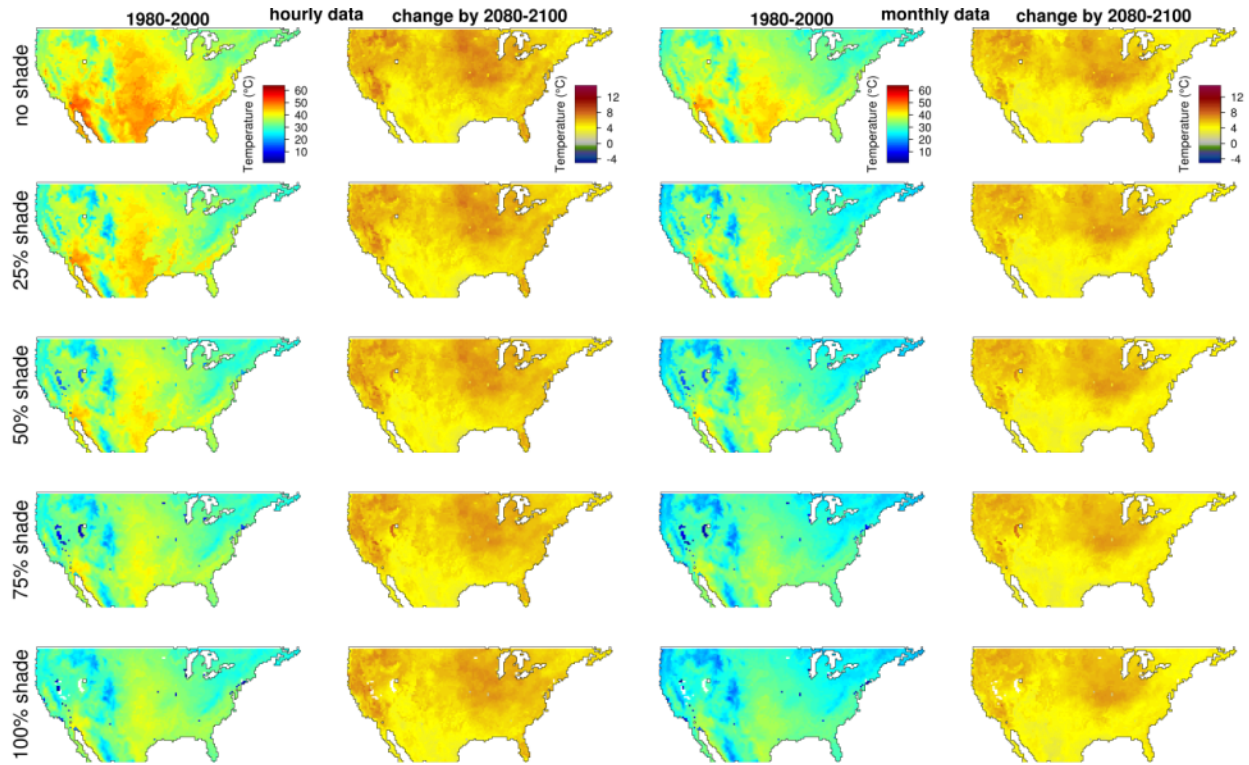 1980-2000 hourly data change by 2080-2100 1980-2000 monthly data change by 2080-2100
no shade
Temperature (°C)
60
50
40
30
20
10
Temperature (°C)
12
8
4
0
-4
Temperature (°C)
60
50
40
30
20
10
Temperature (°C)
12
8
4
0
-4
25% shade
50% shade
75% shade
100% shade